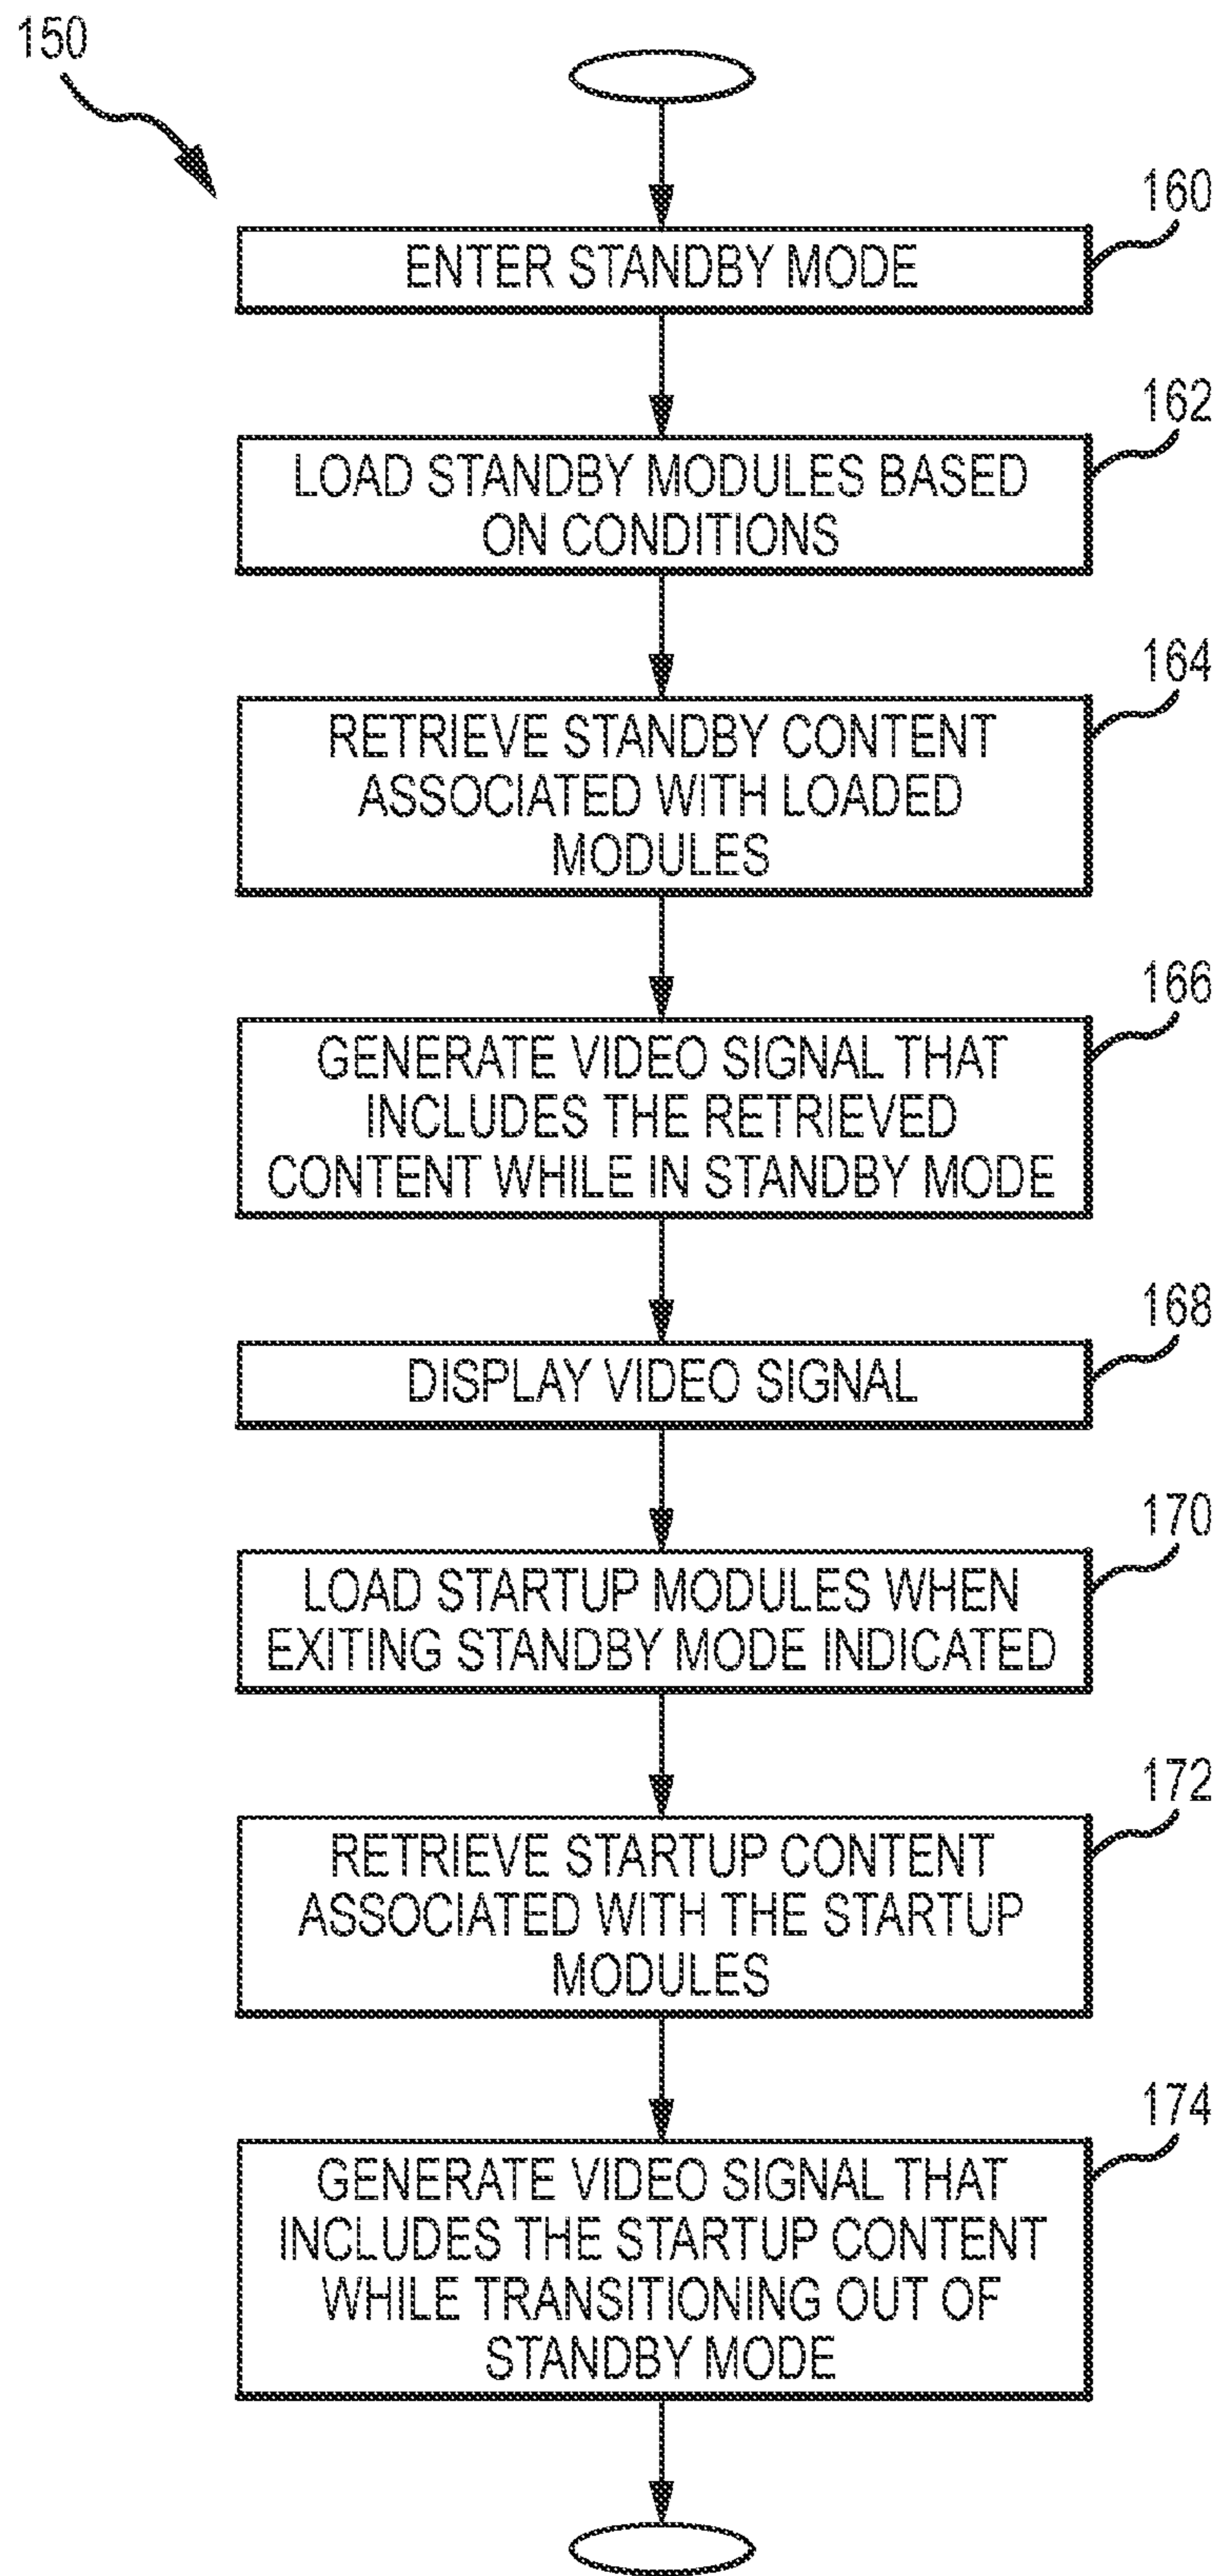 150
160
ENTER STANDBY MODE
162
LOAD STANDBY MODULES BASED
ON CONDITIONS
164
RETRIEVE STANDBY CONTENT
ASSOCIATED WITH LOADED
MODULES
166
GENERATE VIDEO SIGNAL THAT
INCLUDES THE RETRIEVED
CONTENT WHILE IN STANDBY MODE
168
DISPLAY VIDEO SIGNAL
170
LOAD STARTUP MODULES WHEN
EXITING STANDBY MODE INDICATED
172
RETRIEVE STARTUP CONTENT
ASSOCIATED WITH THE STARTUP
MODULES
174
GENERATE VIDEO SIGNAL THAT
INCLUDES THE STARTUP CONTENT
WHILE TRANSITIONING OUT OF
STANDBY MODE